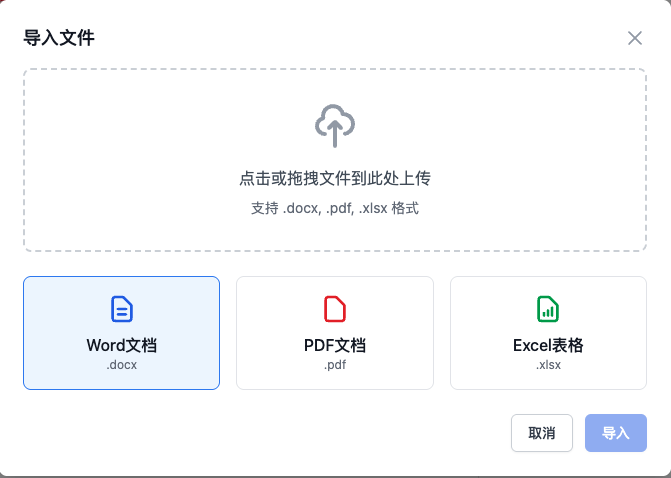 导入文件
点击或拖拽文件到此处上传
支持 .docx, .pdf, .xlsx 格式
Word文档
.docx
PDF文档
.pdf
Excel表格
.xlsx
取消
导入